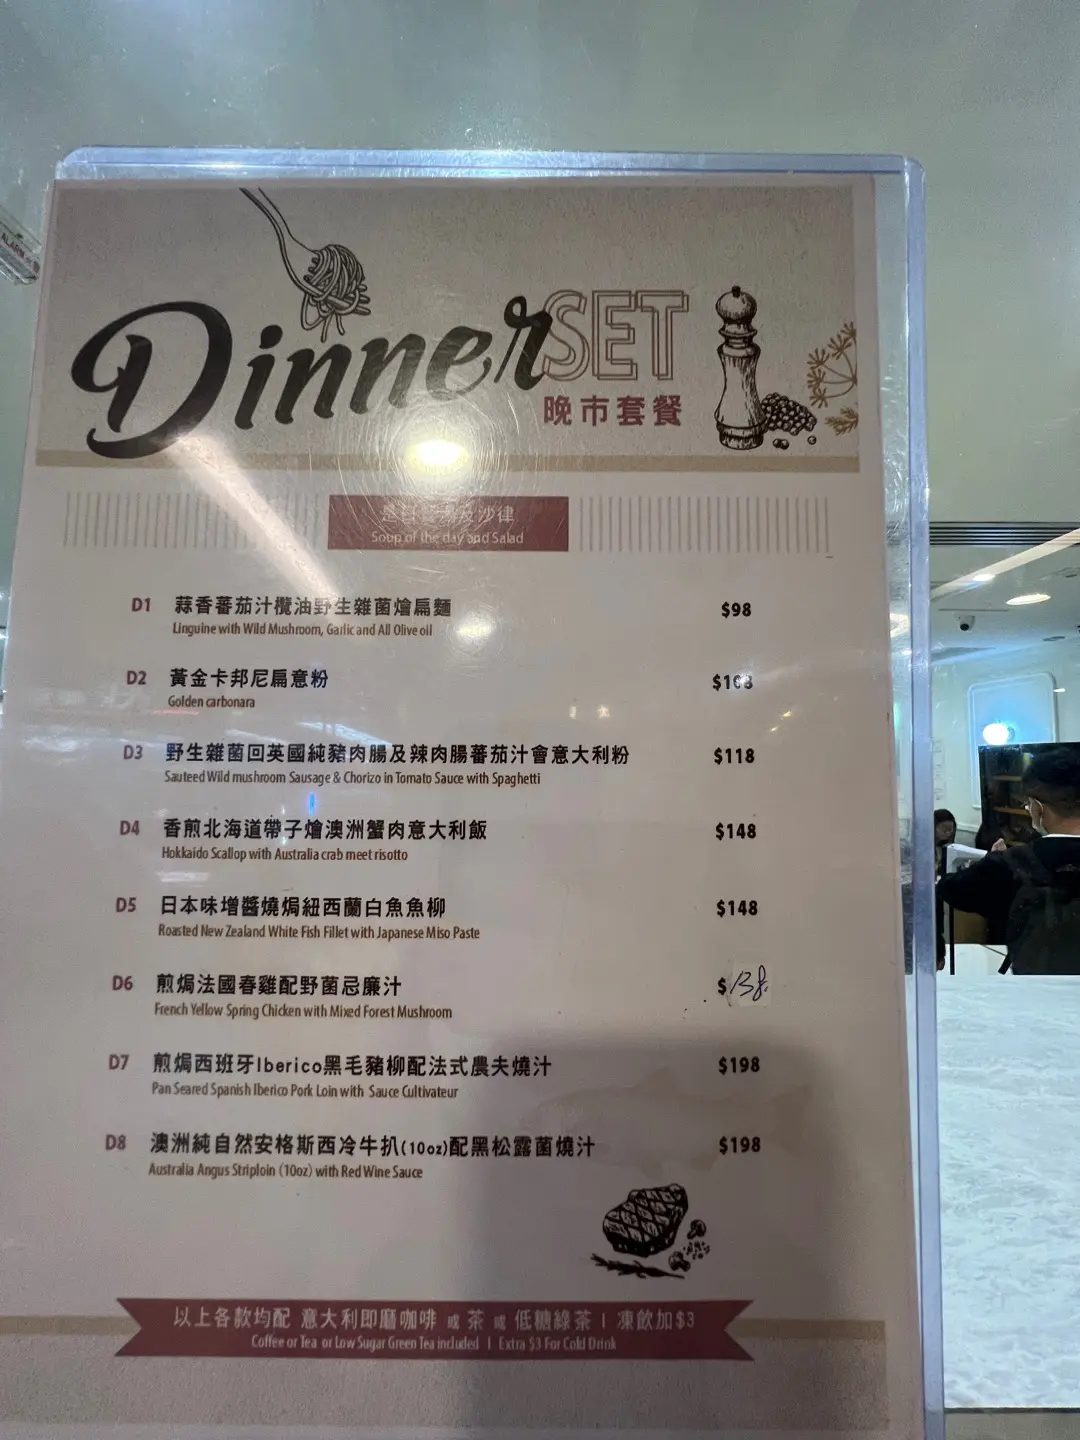 ALARM
Dinner SET
晚市套餐
是日餐湯及沙律
Soup of the day and Salad
D1 蒜香蕃茄汁欖油野生雜菌燴扁麵 $98
Linguine with Wild Mushroom, Garlic and All Olive oil
D2 黃金卡邦尼扁意粉 $108
Golden carbonara
D3 野生雜菌回英國純豬肉腸及辣肉腸蕃茄汁會意大利粉 $118
Sauteed Wild mushroom Sausage & Chorizo in Tomato Sauce with Spaghetti
D4 香煎北海道帶子燴澳洲蟹肉意大利飯 $148
Hokkaido Scallop with Australia crab meet risotto
D5 日本味增醬燒焗紐西蘭白魚魚柳 $148
Roasted New Zealand White Fish Fillet with Japanese Miso Paste
D6 煎焗法國春雞配野菌忌廉汁 $138
French Yellow Spring Chicken with Mixed Forest Mushroom
D7 煎焗西班牙Iberico黑毛豬柳配法式農夫燒汁 $198
Pan Seared Spanish Iberico Pork Loin with Sauce Cultivateur
D8 澳洲純自然安格斯西冷牛扒(10oz)配黑松露菌燒汁 $198
Australia Angus Striploin (10oz) with Red Wine Sauce
以上各款均配 意大利即磨咖啡 或 茶 或 低糖綠茶 | 凍飲加$3
Coffee or Tea or Low Sugar Green Tea included | Extra $3 For Cold Drink